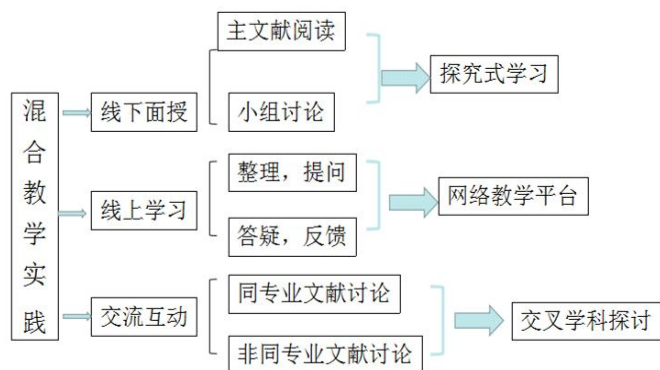 混合教学实践
线下面授
主文献阅读
小组讨论
探究式学习
线上学习
整理，提问
答疑，反馈
网络教学平台
交流互动
同专业文献讨论
非同专业文献讨论
交叉学科探讨